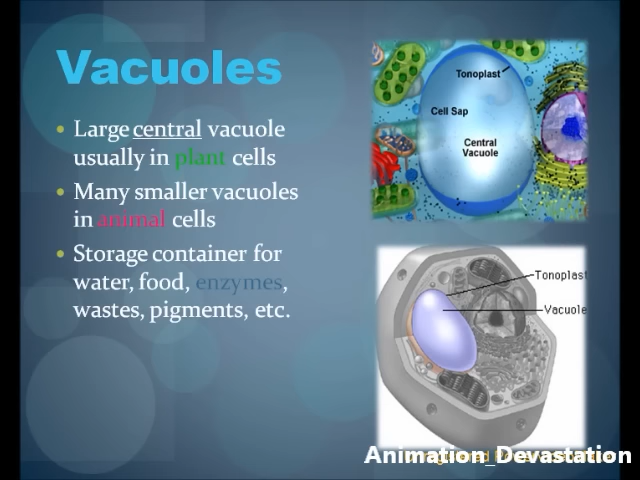 Vacuoles
Large central vacuole
usually in plant cells
Many smaller vacuoles
in animal cells
Storage container for
water, food, enzymes,
wastes, pigments, etc.
Tonoplast
Cell Sap
Central
Vacuole
Tonoplast
Vacuole
Animation_Devastation